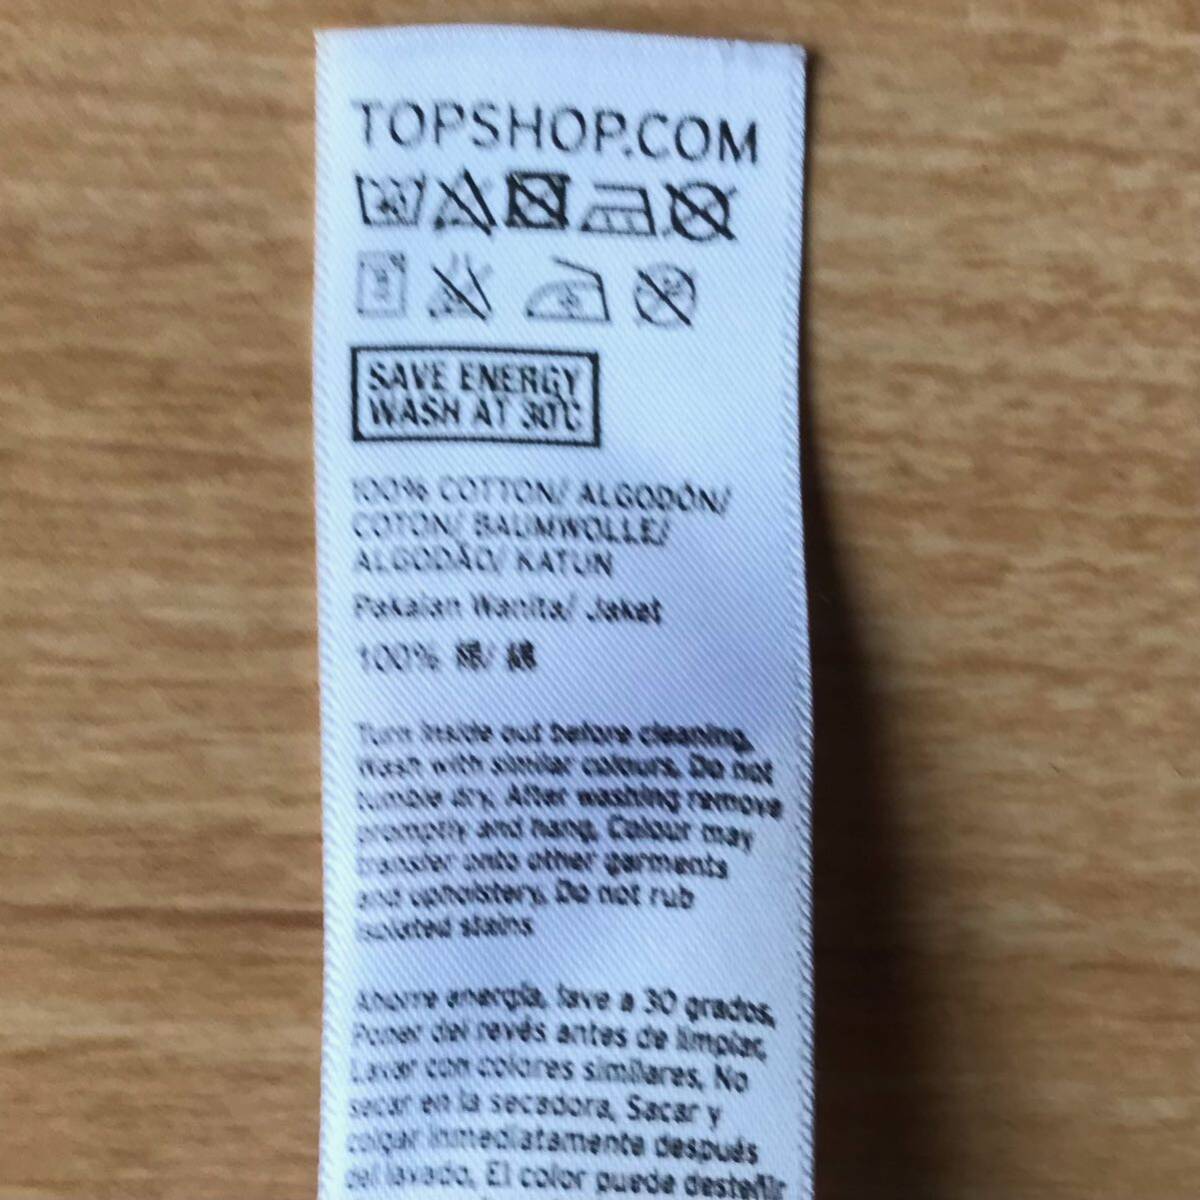 TOPSHOP.COM
SAVE ENERGY
WASH AT 30°C
100% COTTON/ ALGODÓN/
COTON/ BAUMWOLLE/
ALGODÃO/ KATUN
Pakaian Wanita/ Jaket
100% 棉/ 綿
Turn inside out before cleaning.
Wash with similar colours. Do not
tumble dry. After washing remove
promptly and hang. Colour may
transfer onto other garments
and upholstery. Do not rub
isolated stains
Ahorre energía, lave a 30 grados.
Poner del revés antes de limpiar.
Lavar con colores similares. No
secar en la secadora. Sacar y
colgar inmediatamente después
del lavado. El color puede desteñir